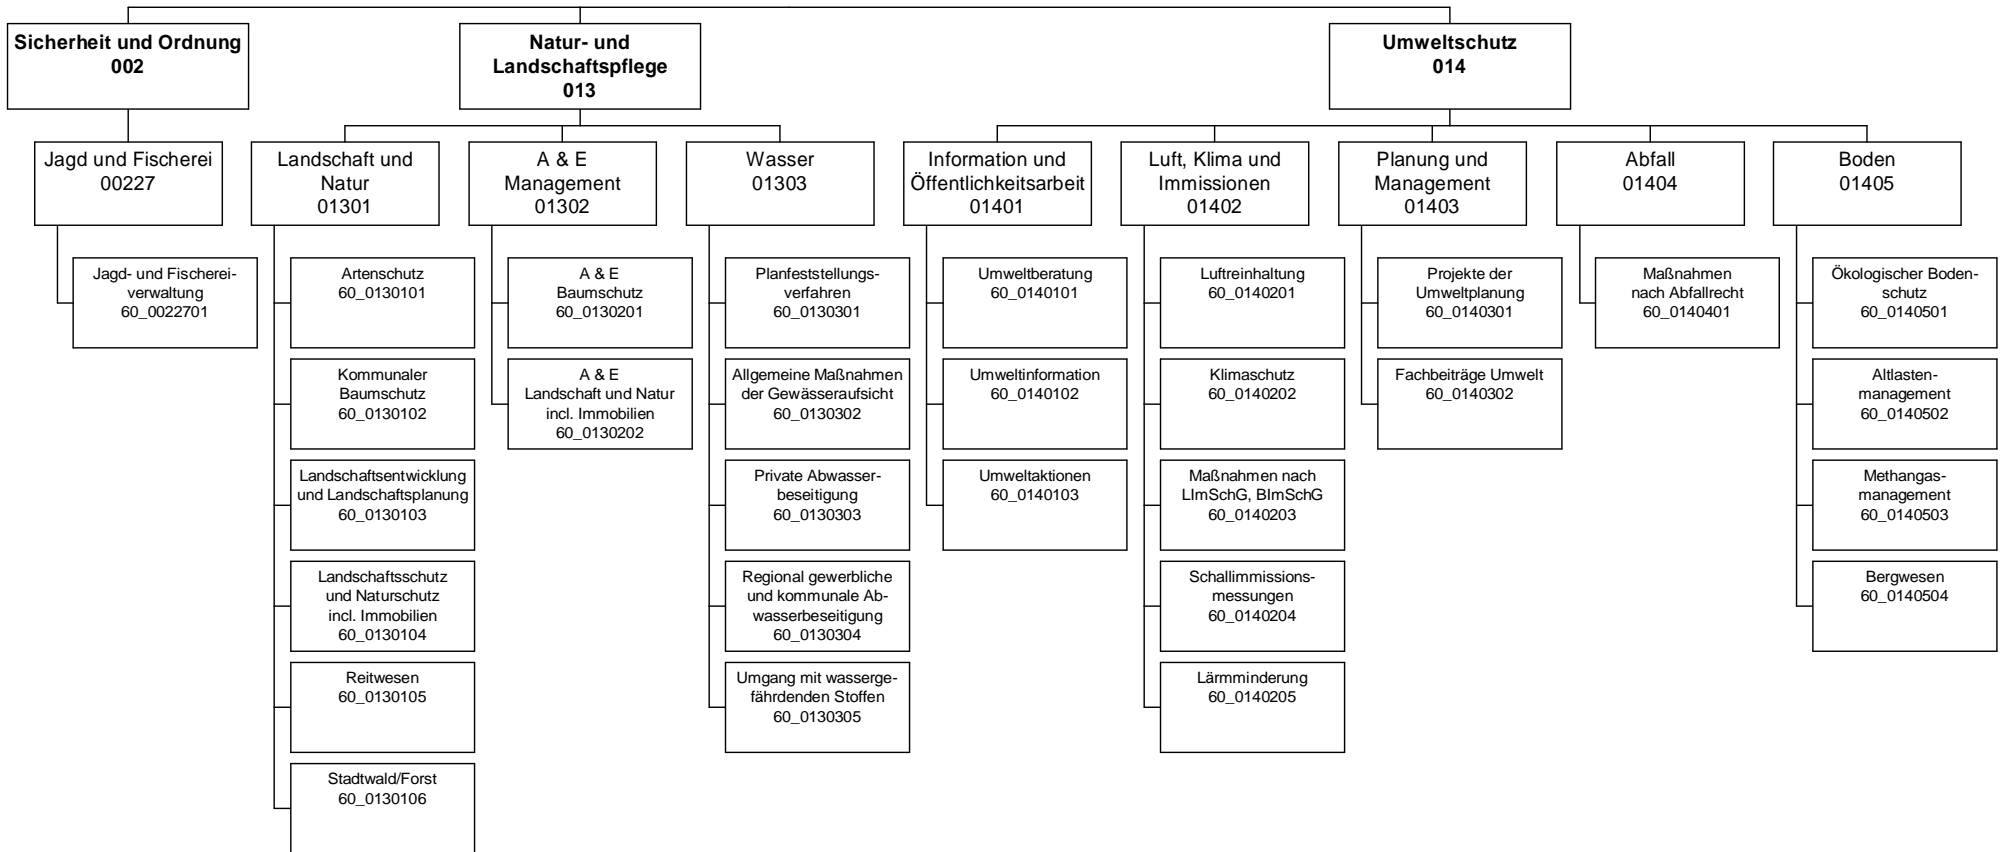 Sicherheit und Ordnung
002
Natur- und
Landschaftspflege
013
Umweltschutz
014
Jagd und Fischerei
00227
Landschaft und
Natur
01301
A & E
Management
01302
Wasser
01303
Information und
Öffentlichkeitsarbeit
01401
Luft, Klima und
Immissionen
01402
Planung und
Management
01403
Abfall
01404
Boden
01405
Jagd- und Fischerei-
verwaltung
60_0022701
Artenschutz
60_0130101
Kommunaler
Baumschutz
60_0130102
Landschaftsentwicklung
und Landschaftsplanung
60_0130103
Landschaftsschutz
und Naturschutz
incl. Immobilien
60_0130104
Reitwesen
60_0130105
Stadtwald/Forst
60_0130106
A & E
Baumschutz
60_0130201
A & E
Landschaft und Natur
incl. Immobilien
60_0130202
Planfeststellungs-
verfahren
60_0130301
Allgemeine Maßnahmen
der Gewässeraufsicht
60_0130302
Private Abwasser-
beseitigung
60_0130303
Regional gewerbliche
und kommunale Ab-
wasserbeseitigung
60_0130304
Umgang mit wasserge-
fährdenden Stoffen
60_0130305
Umweltberatung
60_0140101
Umweltinformation
60_0140102
Umweltaktionen
60_0140103
Luftreinhaltung
60_0140201
Klimaschutz
60_0140202
Maßnahmen nach
LImSchG, BImSchG
60_0140203
Schallimmissions-
messungen
60_0140204
Lärmminderung
60_0140205
Projekte der
Umweltplanung
60_0140301
Fachbeiträge Umwelt
60_0140302
Maßnahmen
nach Abfallrecht
60_0140401
Ökologischer Boden-
schutz
60_0140501
Altlasten-
management
60_0140502
Methangas-
management
60_0140503
Bergwesen
60_0140504